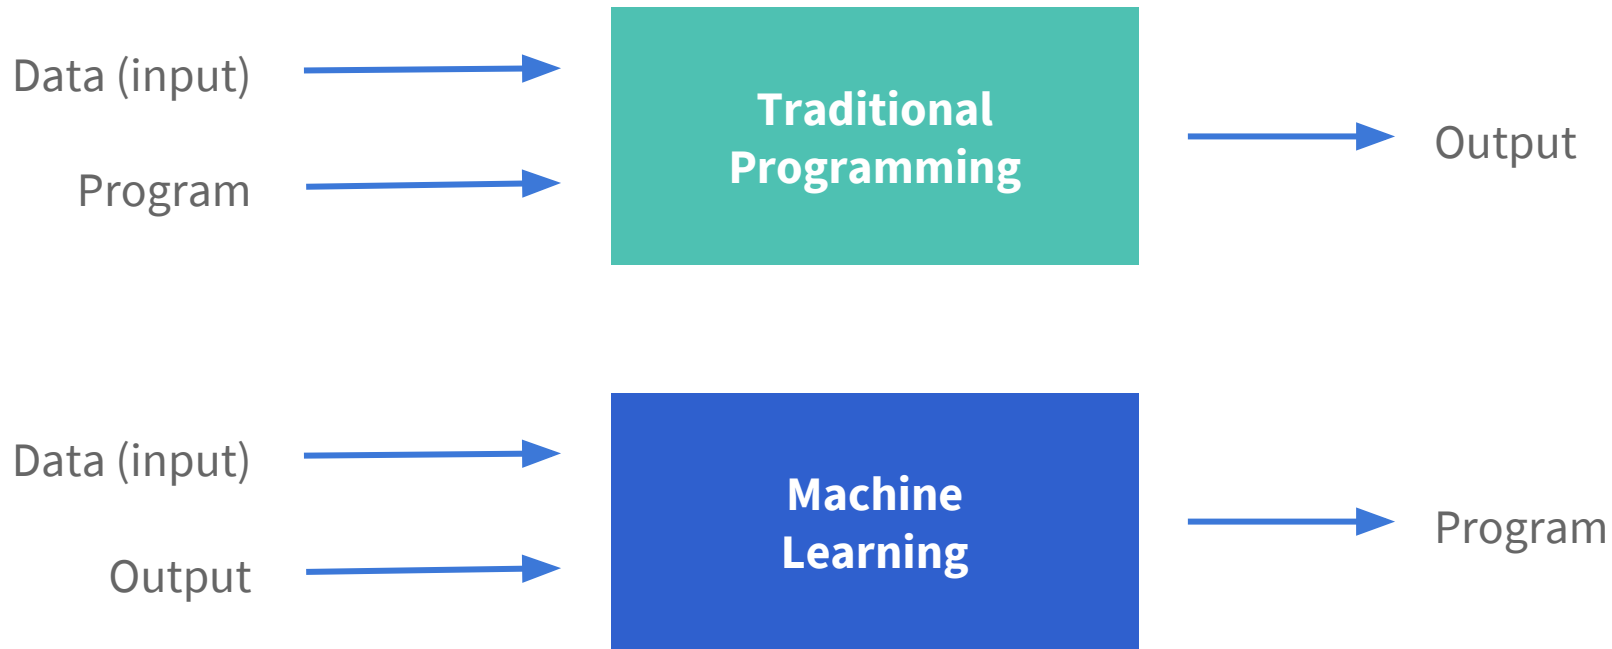 Data (input)
Program
Traditional
Programming
Output
Data (input)
Output
Machine
Learning
Program